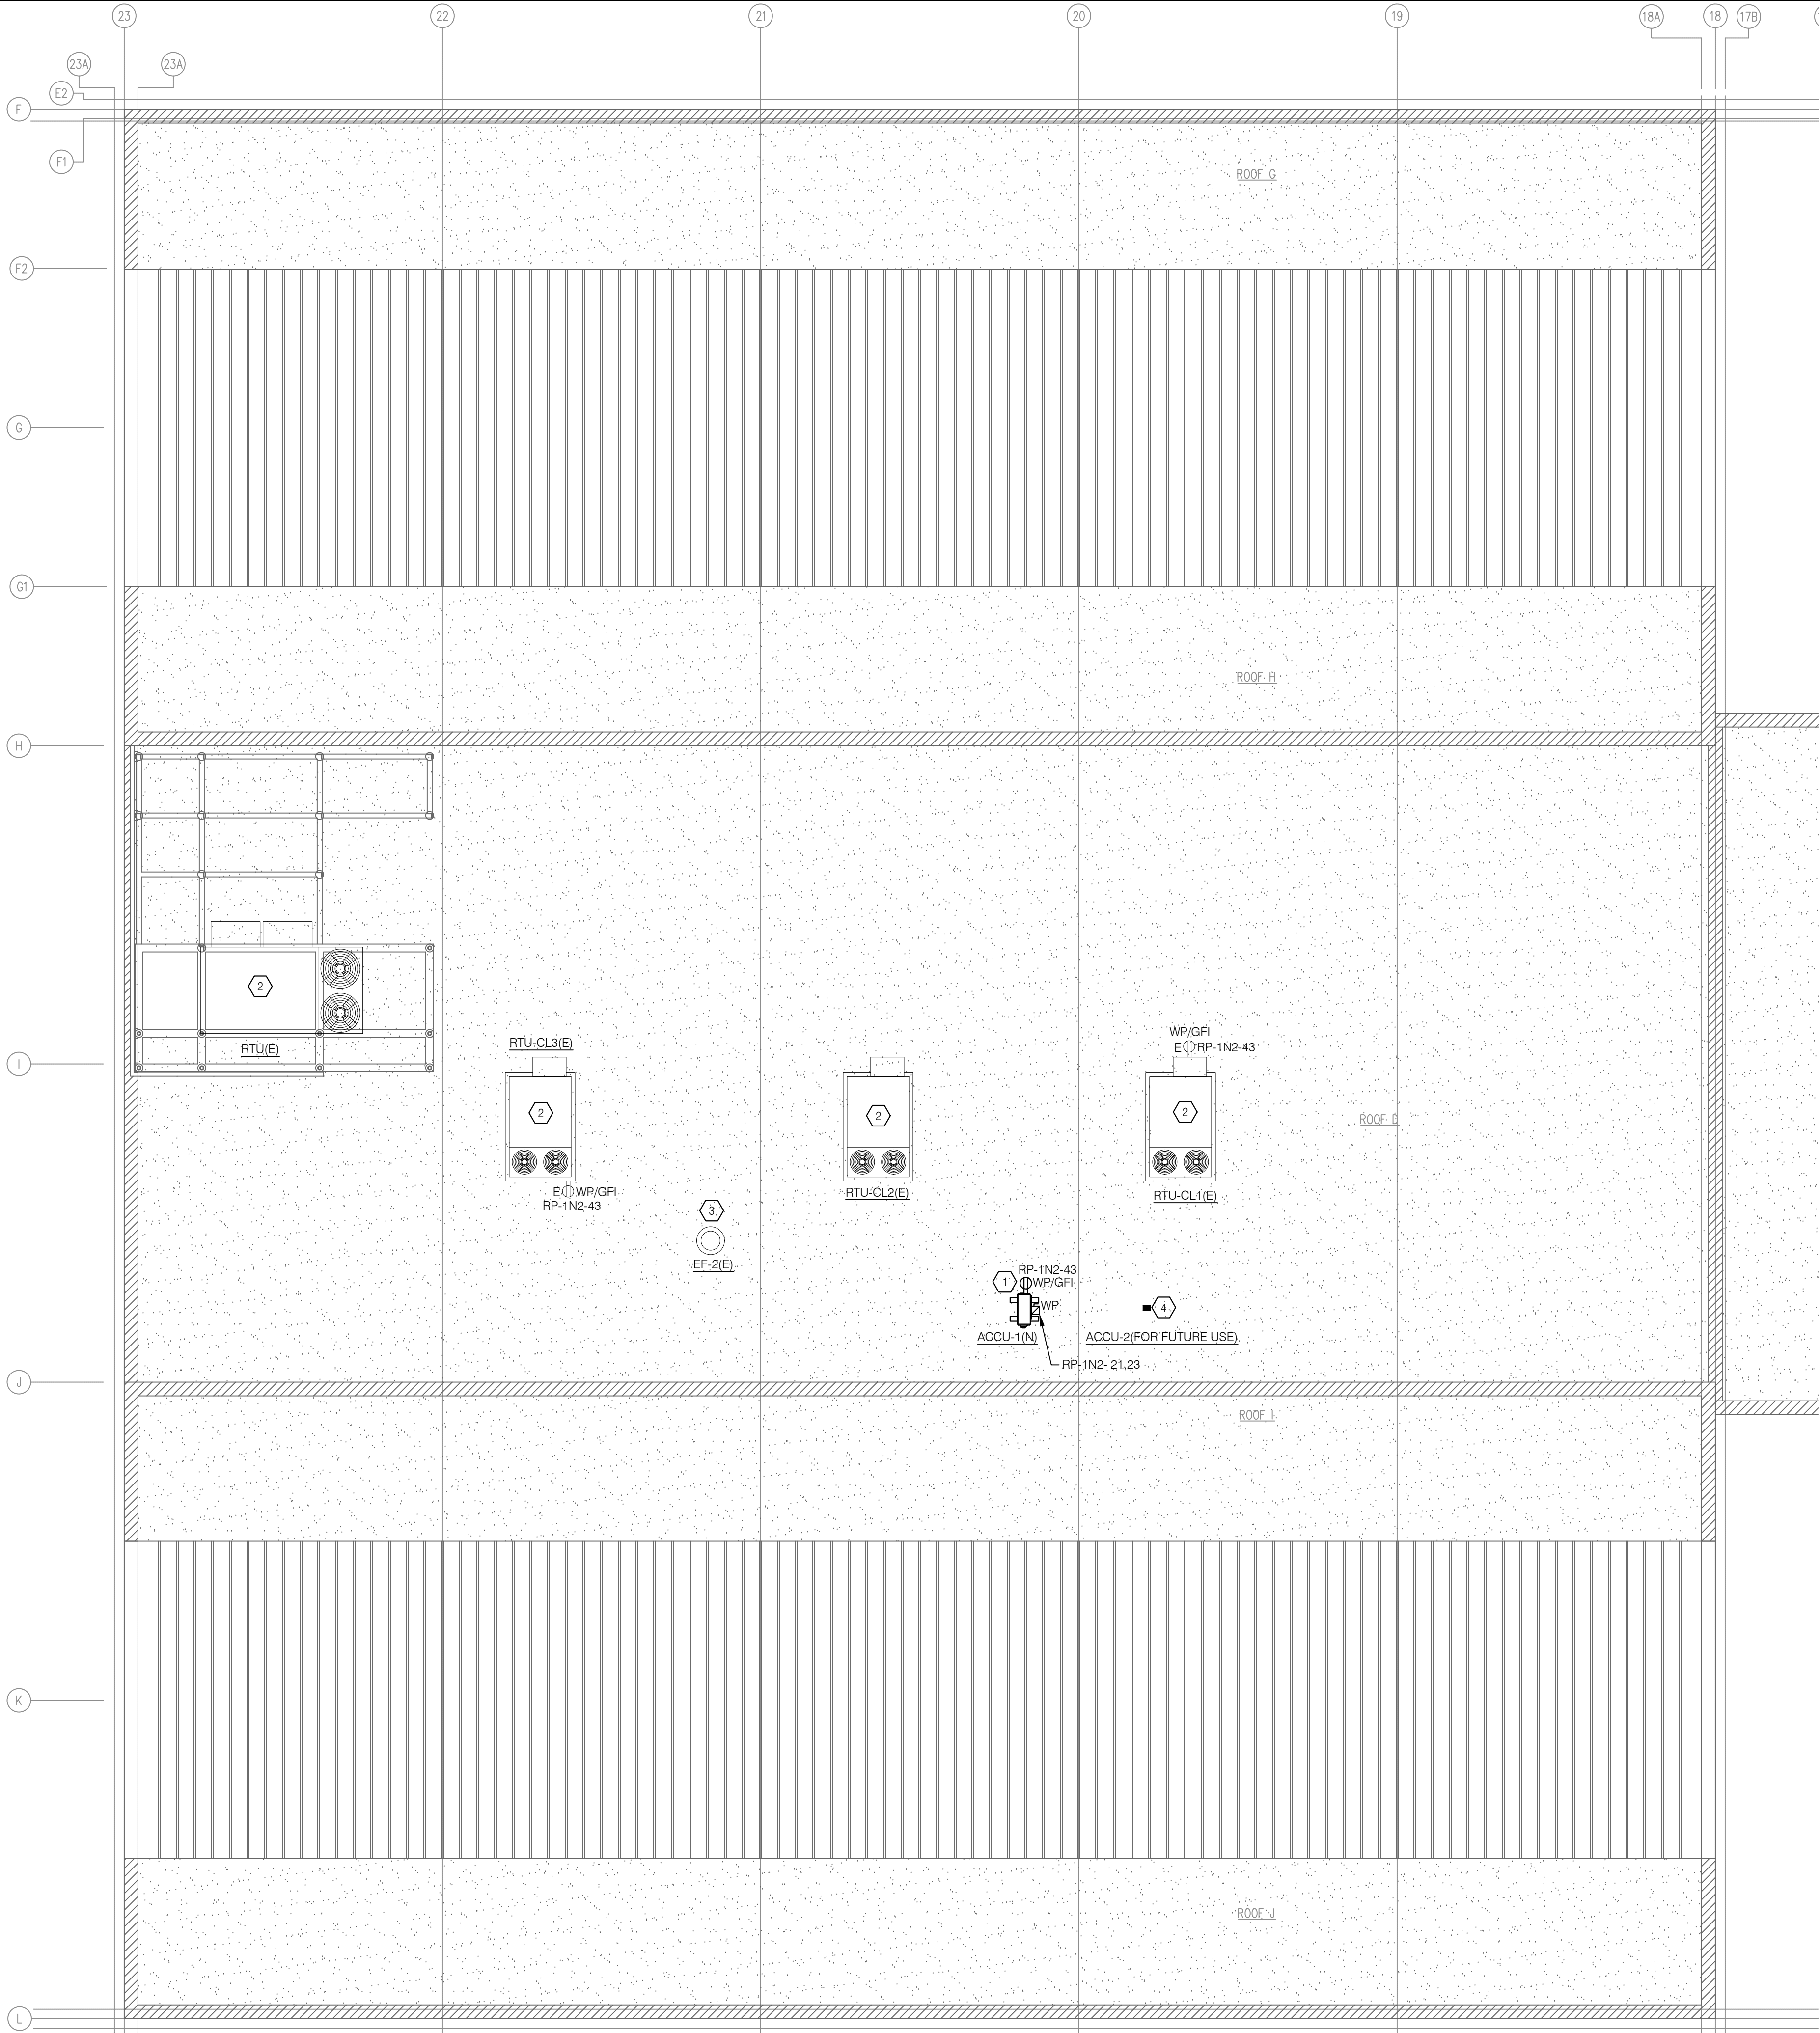 23
22
21
20
19
18A
18
17B
23A
23A
E2
F
F1
ROOF G
F2
G
G1
ROOF A
H
2
RTU(E)
WP/GFI
E RP-1N2-43
RTU-CL3(E)
I
2
2
2
ROOF D
E WP/GFI
RP-1N2-43
RTU-CL2(E)
RTU-CL1(E)
3
EF-2(E)
RP-1N2-43
1 WP/GFI
WP
4
ACCU-1(N)
ACCU-2(FOR FUTURE USE)
RP-1N2- 21,23
J
ROOF I
K
ROOF J
L